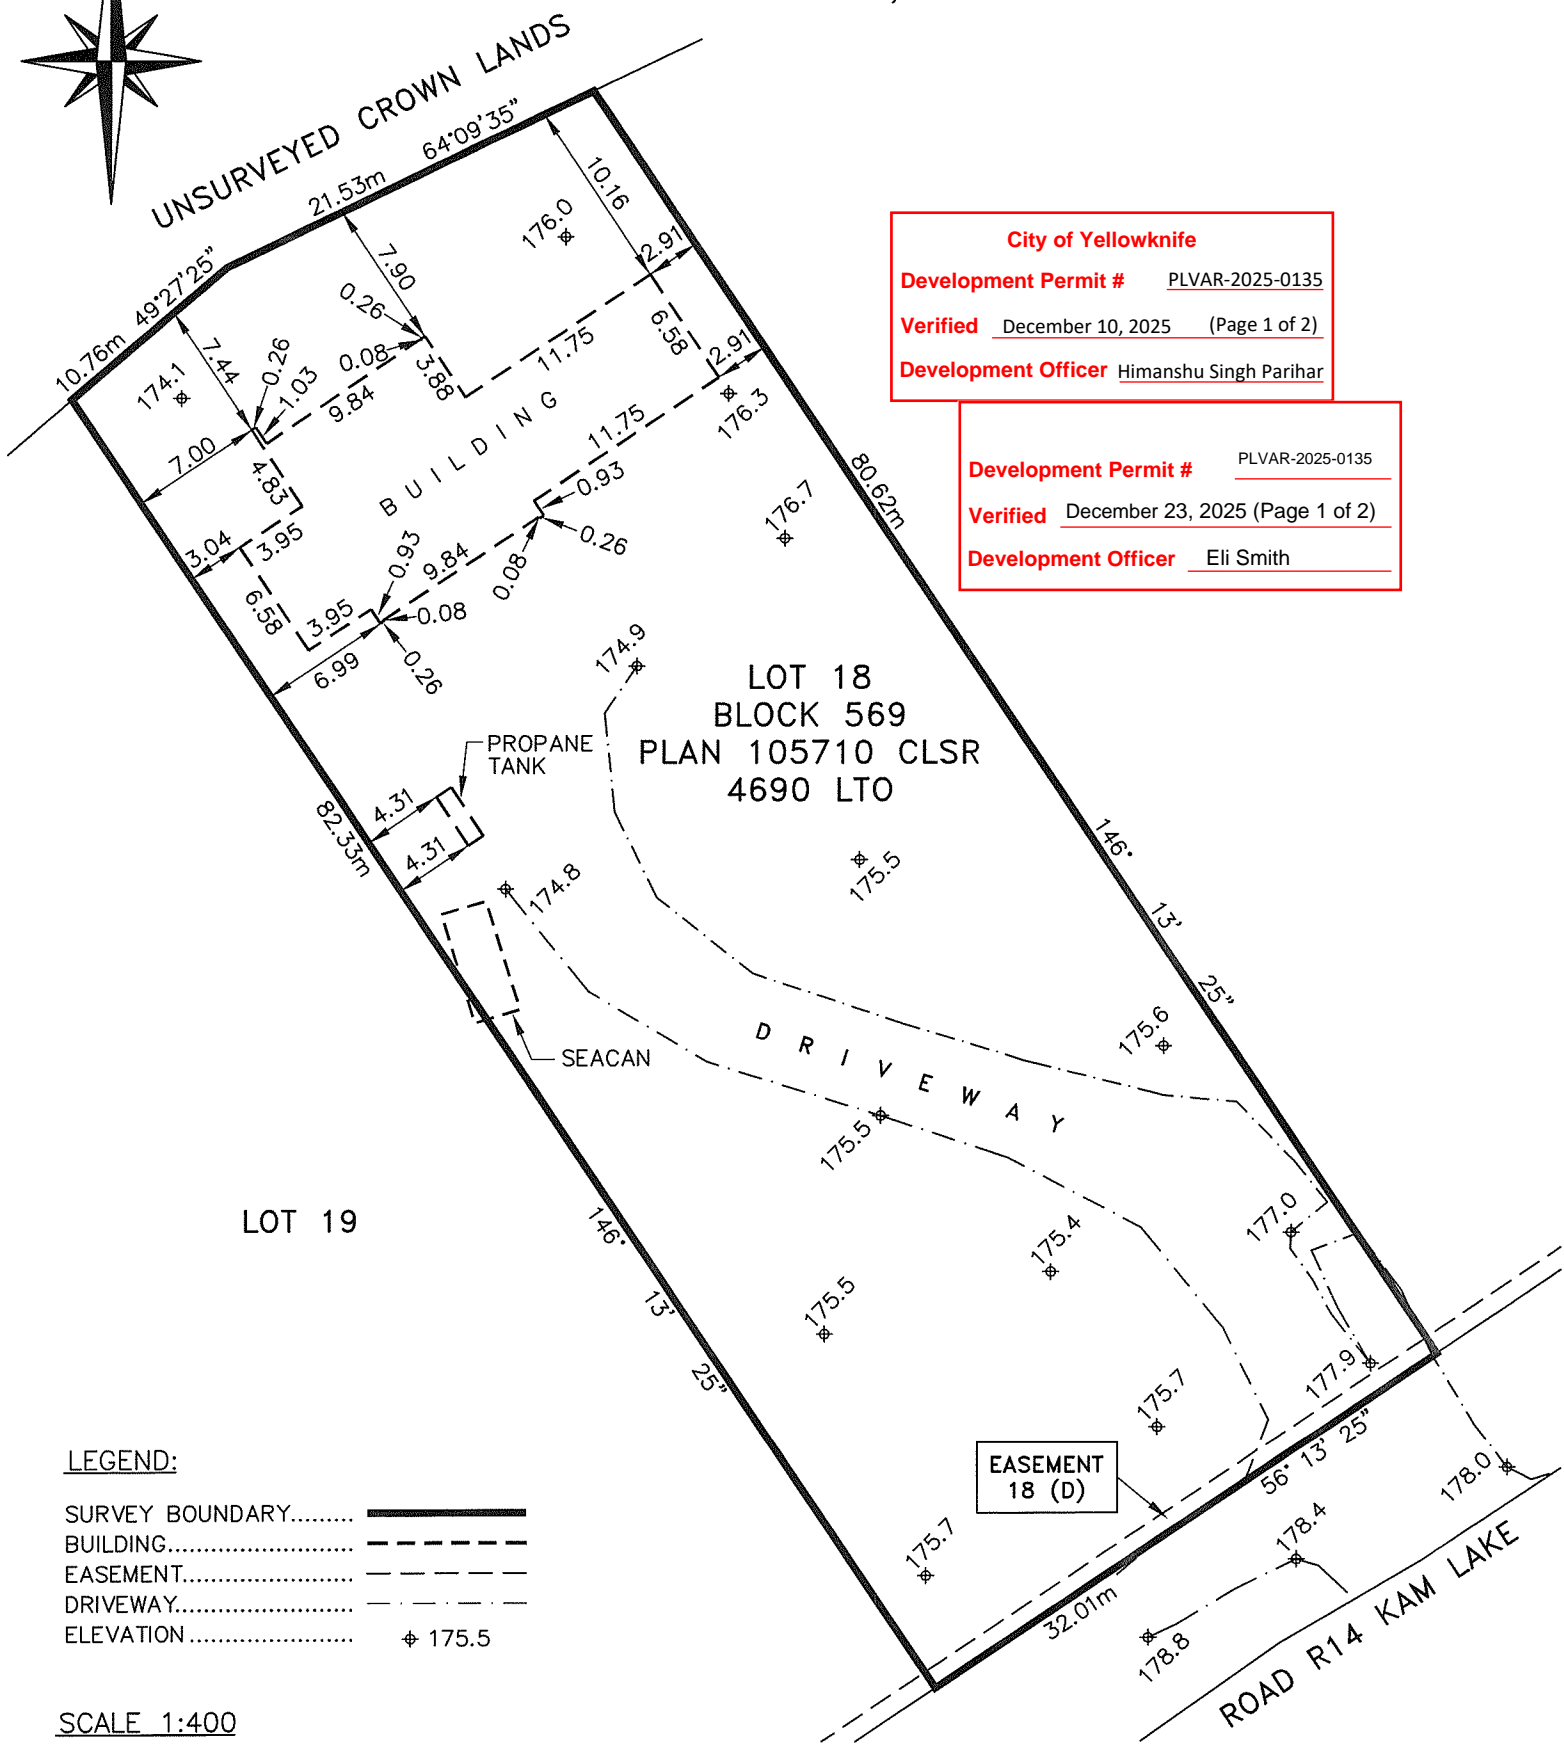 UNSURVEYED CROWN LANDS
64°09'35"
21.53m
49°27'25"
10.76m
10.16
176.0
2.91
7.90
0.26
0.08
3.88
11.75
6.58
2.91
176.3
7.44
0.26
1.03
9.84
174.1
7.00
4.83
BUILDING
11.75
0.93
0.26
0.08
9.84
3.04
3.95
0.93
0.08
6.58
3.95
6.99
0.26
City of Yellowknife
Development Permit # PLVAR-2025-0135
Verified December 10, 2025 (Page 1 of 2)
Development Officer Himanshu Singh Parihar
Development Permit # PLVAR-2025-0135
Verified December 23, 2025 (Page 1 of 2)
Development Officer Eli Smith
80.62m
176.7
174.9
LOT 18
BLOCK 569
PLAN 105710 CLSR
4690 LTO
PROPANE
TANK
4.31
4.31
82.33m
174.8
175.5
146°
13'
25"
SEACAN
DRIVEWAY
175.6
175.5
LOT 19
146°
13'
25"
175.5
175.4
177.0
177.9
175.7
175.7
EASEMENT
18 (D)
56° 13' 25"
32.01m
178.0
178.4
178.8
ROAD R14 KAM LAKE
LEGEND:
SURVEY BOUNDARY.........
BUILDING..........................
EASEMENT........................
DRIVEWAY.........................
ELEVATION....................... 175.5
SCALE 1:400